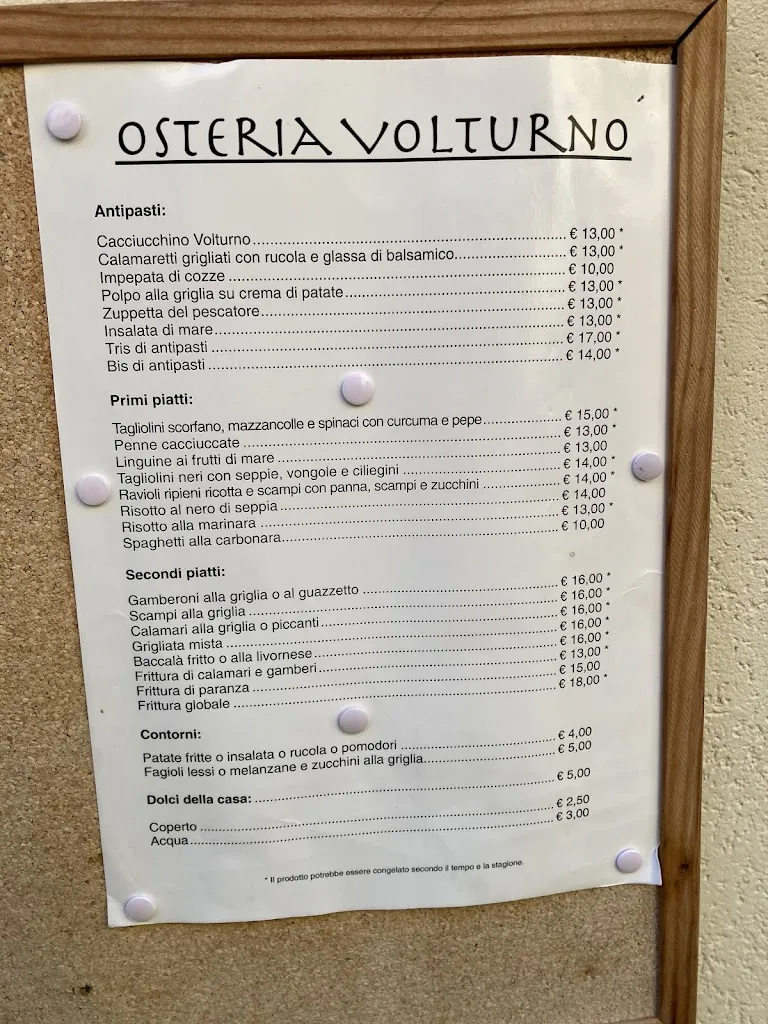 OSTERIA VOLTURNO
Antipasti:
Cacciucchino Volturno........ € 13,00 *
Calamaretti grigliati con rucola e glassa di balsamico........ € 13,00 *
Impepata di cozze ........ € 10,00
Polpo alla griglia su crema di patate........ € 13,00 *
Zuppetta del pescatore........ € 13,00 *
Insalata di mare........ € 13,00 *
Tris di antipasti ........ € 17,00 *
Bis di antipasti ........ € 14,00 *
Primi piatti:
Tagliolini scorfano, mazzancolle e spinaci con curcuma e pepe........ € 15,00 *
Penne cacciuccate ........ € 13,00 *
Linguine ai frutti di mare ........ € 13,00
Tagliolini neri con seppie, vongole e ciliegini ........ € 14,00 *
Ravioli ripieni ricotta e scampi con panna, scampi e zucchini ........ € 14,00 *
Risotto al nero di seppia........ € 14,00
Risotto alla marinara ........ € 13,00 *
Spaghetti alla carbonara........ € 10,00
Secondi piatti:
Gamberoni alla griglia o al guazzetto ........ € 16,00 *
Scampi alla griglia ........ € 16,00 *
Calamari alla griglia o piccanti........ € 16,00 *
Grigliata mista ........ € 16,00 *
Baccalà fritto o alla livornese........ € 16,00 *
Frittura di calamari e gamberi........ € 13,00 *
Frittura di paranza ........ € 15,00
Frittura globale ........ € 18,00 *
Contorni:
Patate fritte o insalata o rucola o pomodori ........ € 4,00
Fagioli lessi o melanzane e zucchini alla griglia........ € 5,00
Dolci della casa: ........ € 5,00
Coperto ........ € 2,50
Acqua........ € 3,00
* Il prodotto potrebbe essere congelato secondo il tempo e la stagione.